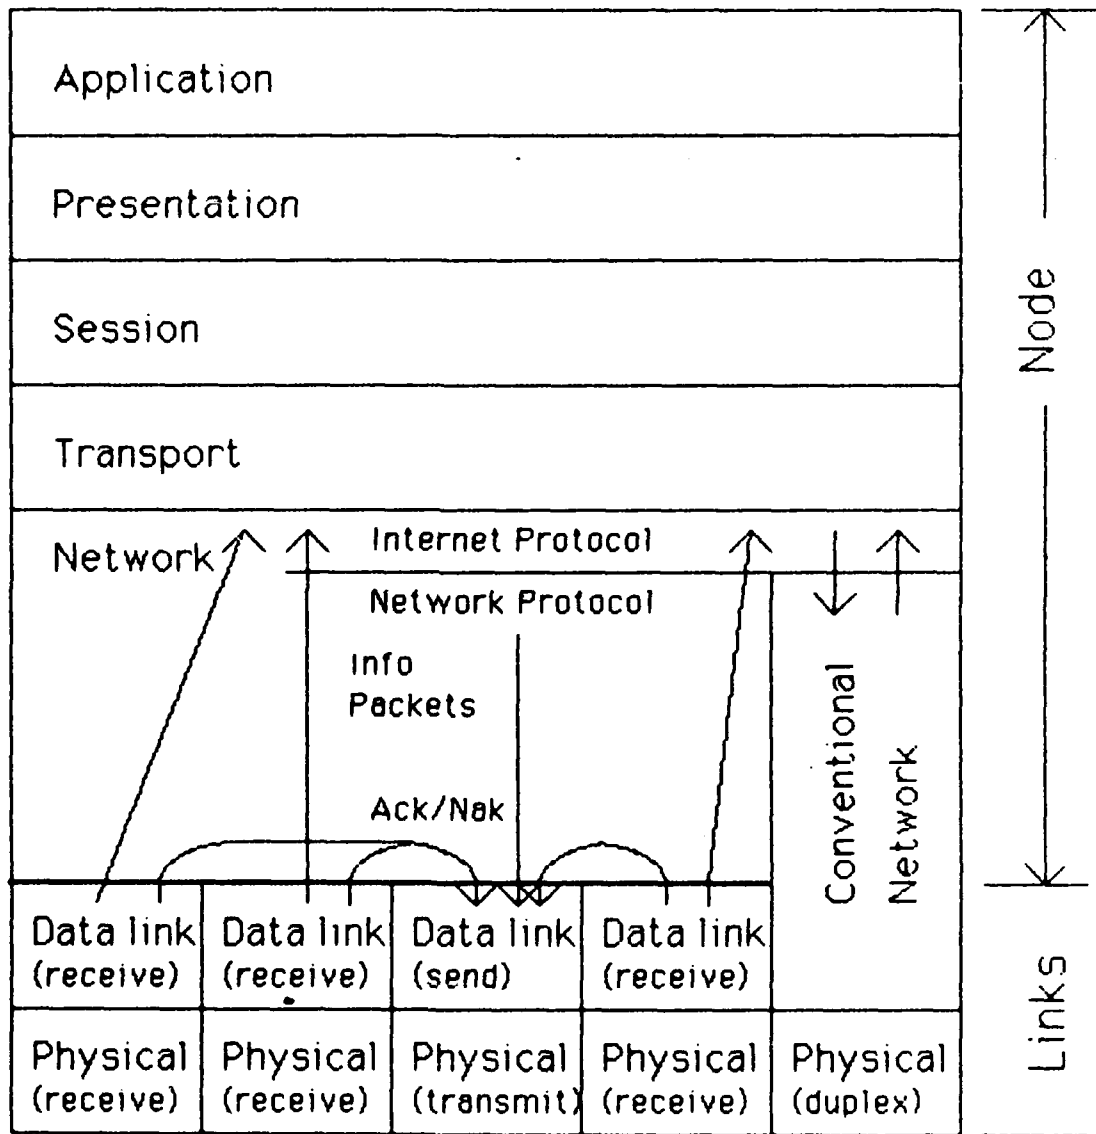 Application
Presentation
Session
Transport
Network
Internet Protocol
Network Protocol
Info
Packets
Ack/Nak
Conventional
Network
Node
Links
Data link
(receive)
Data link
(receive)
Data link
(send)
Data link
(receive)
Physical
(receive)
Physical
(receive)
Physical
(transmit)
Physical
(receive)
Physical
(duplex)